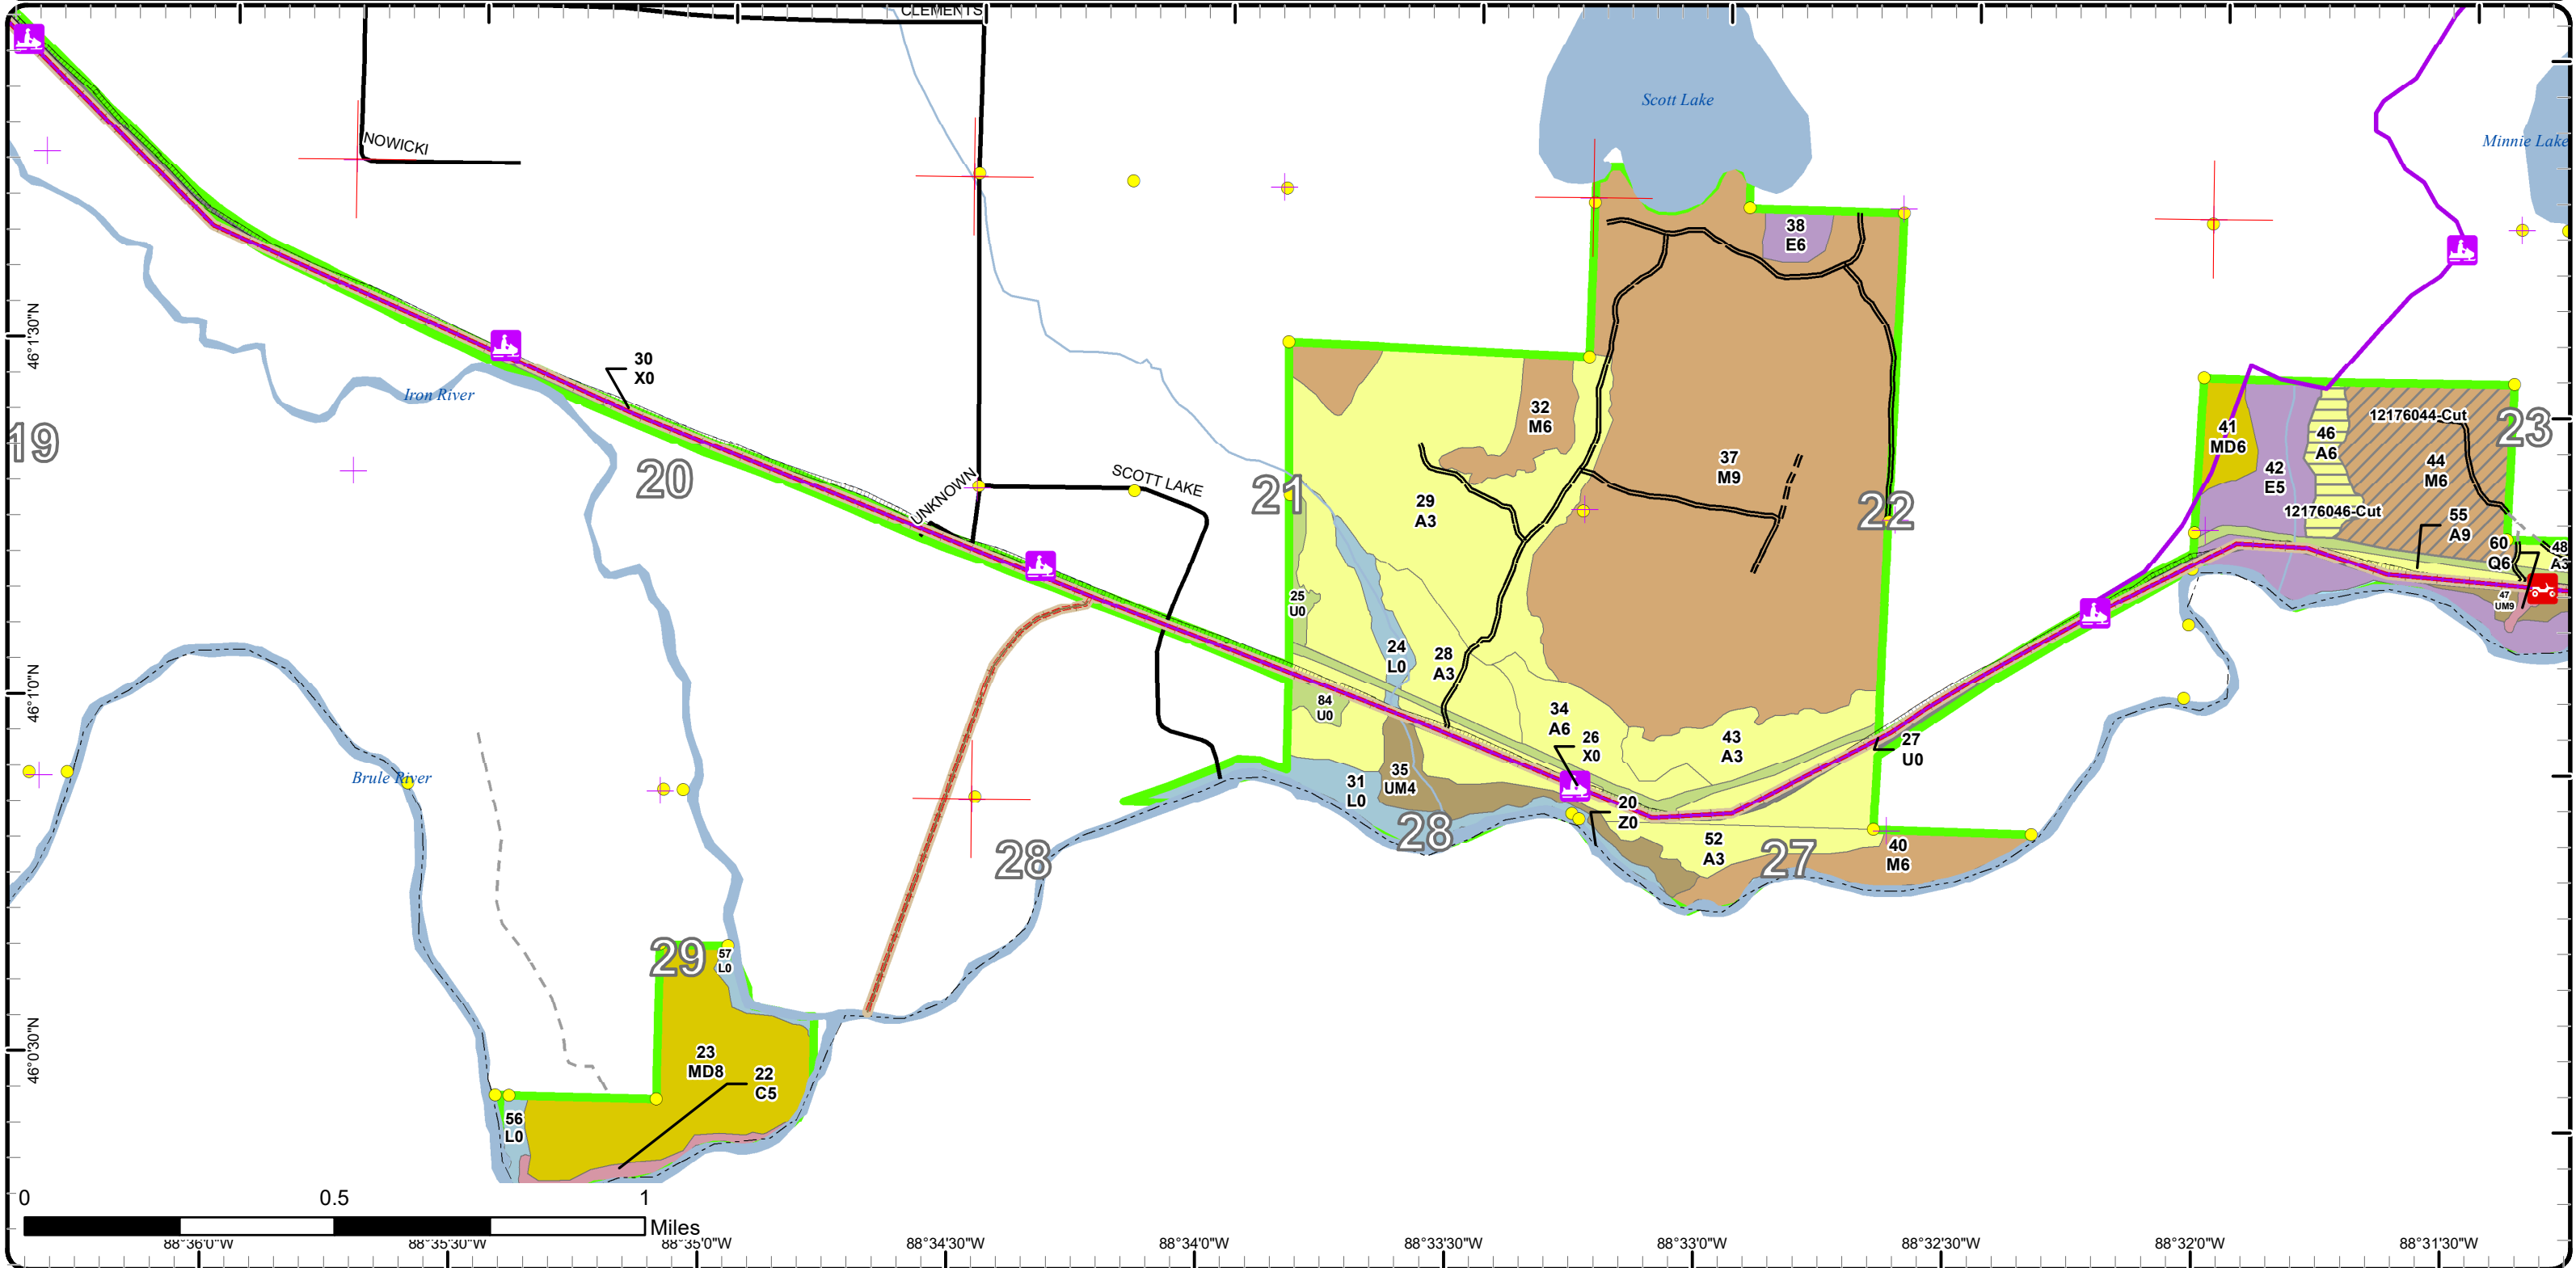 CLEMENTS
NOWICKI
Scott Lake
Minnie Lake
38
E6
46°1'30"N
30
X0
Iron River
19
20
UNKNOWN
SCOTT LAKE
21
32
M6
37
M9
29
A3
22
41
MD6
42
E5
46
A6
12176044-Cut
44
M6
23
12176046-Cut
55
A9
60
Q6
48
A3
47
UM9
25
U0
24
L0
28
A3
46°1'0"N
84
U0
34
A6
26
X0
43
A3
27
U0
Brule River
31
L0
35
UM4
20
Z0
28
28
52
A3
27
40
M6
29
57
L0
46°0'30"N
23
MD8
22
C5
56
L0
0 0.5 1
Miles
88°36'0"W 88°35'30"W 88°35'0"W 88°34'30"W 88°34'0"W 88°33'30"W 88°33'0"W 88°32'30"W 88°32'0"W 88°31'30"W